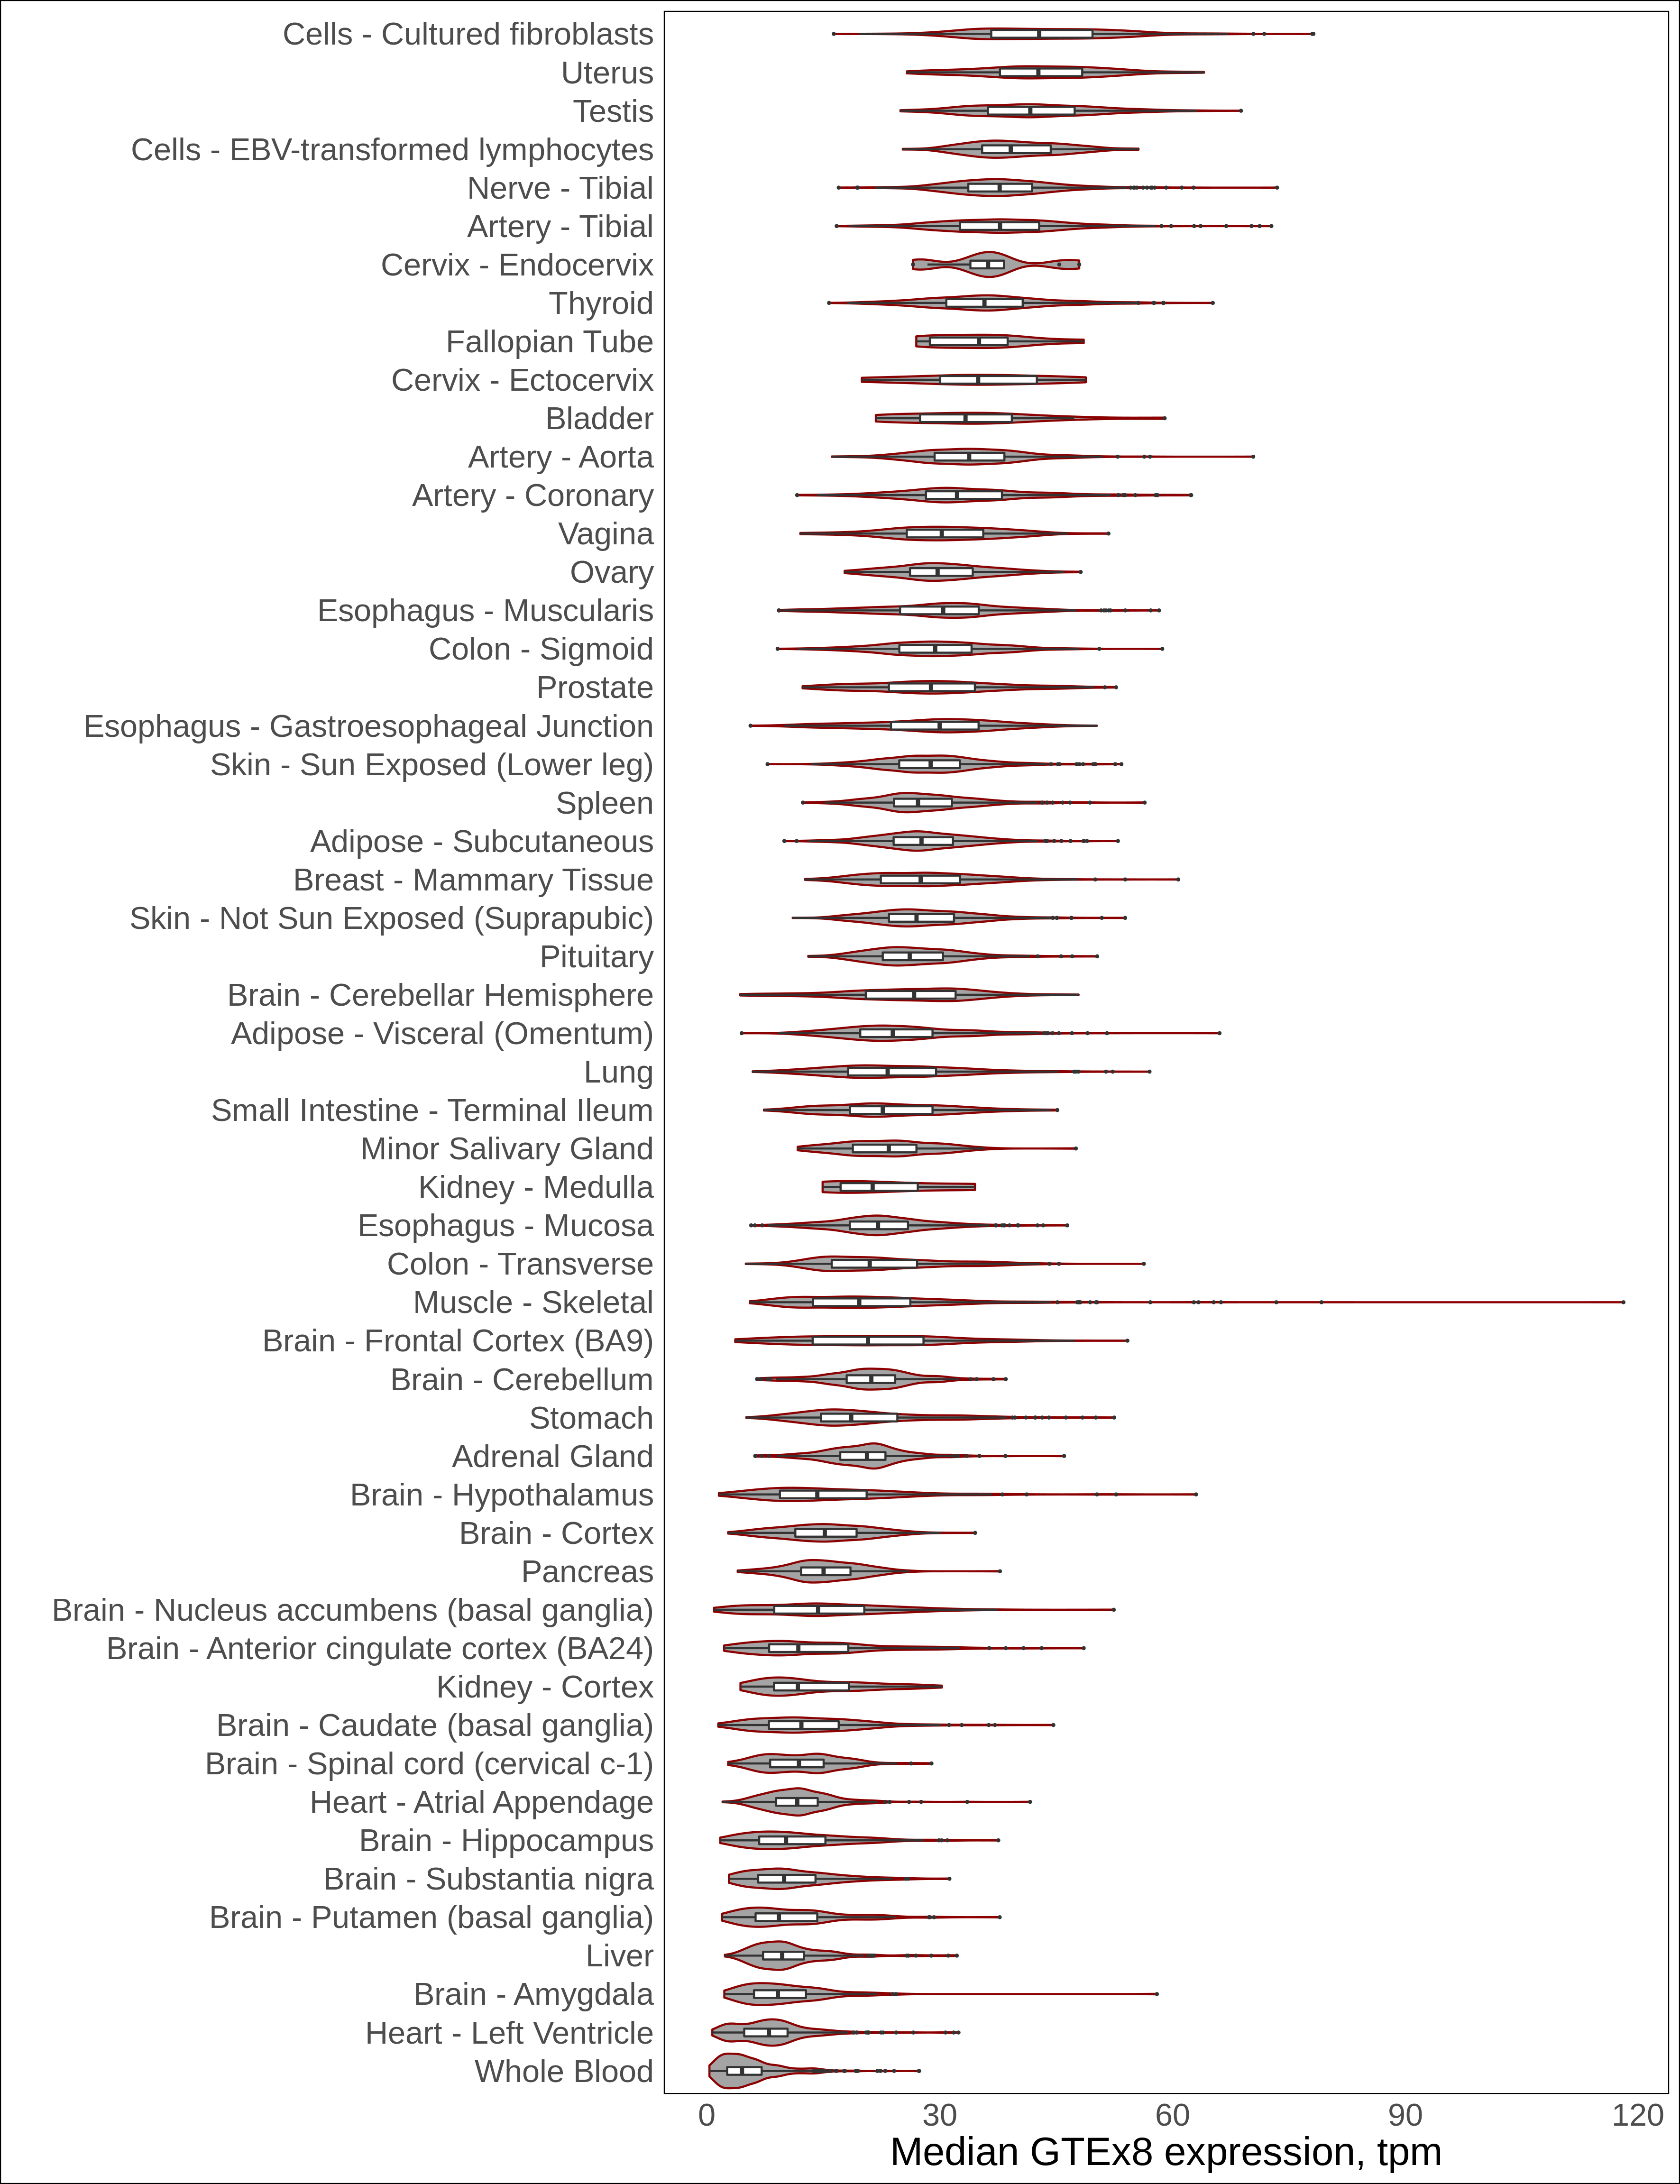 Cells - Cultured fibroblasts
Uterus
Testis
Cells - EBV-transformed lymphocytes
Nerve - Tibial
Artery - Tibial
Cervix - Endocervix
Thyroid
Fallopian Tube
Cervix - Ectocervix
Bladder
Artery - Aorta
Artery - Coronary
Vagina
Ovary
Esophagus - Muscularis
Colon - Sigmoid
Prostate
Esophagus - Gastroesophageal Junction
Skin - Sun Exposed (Lower leg)
Spleen
Adipose - Subcutaneous
Breast - Mammary Tissue
Skin - Not Sun Exposed (Suprapubic)
Pituitary
Brain - Cerebellar Hemisphere
Adipose - Visceral (Omentum)
Lung
Small Intestine - Terminal Ileum
Minor Salivary Gland
Kidney - Medulla
Esophagus - Mucosa
Colon - Transverse
Muscle - Skeletal
Brain - Frontal Cortex (BA9)
Brain - Cerebellum
Stomach
Adrenal Gland
Brain - Hypothalamus
Brain - Cortex
Pancreas
Brain - Nucleus accumbens (basal ganglia)
Brain - Anterior cingulate cortex (BA24)
Kidney - Cortex
Brain - Caudate (basal ganglia)
Brain - Spinal cord (cervical c-1)
Heart - Atrial Appendage
Brain - Hippocampus
Brain - Substantia nigra
Brain - Putamen (basal ganglia)
Liver
Brain - Amygdala
Heart - Left Ventricle
Whole Blood
0 30 60 90 120
Median GTEx8 expression, tpm